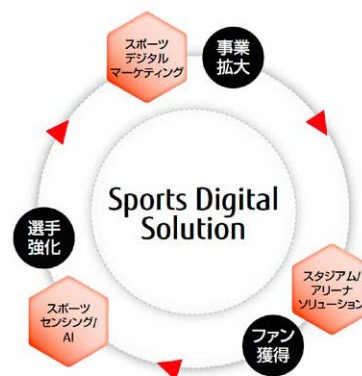 スポーツ
デジタル
マーケティング
事業
拡大
Sports Digital
Solution
選手
強化
スタジアム/
アリーナ
ソリューション
スポーツ
センシング/
AI
ファン
獲得